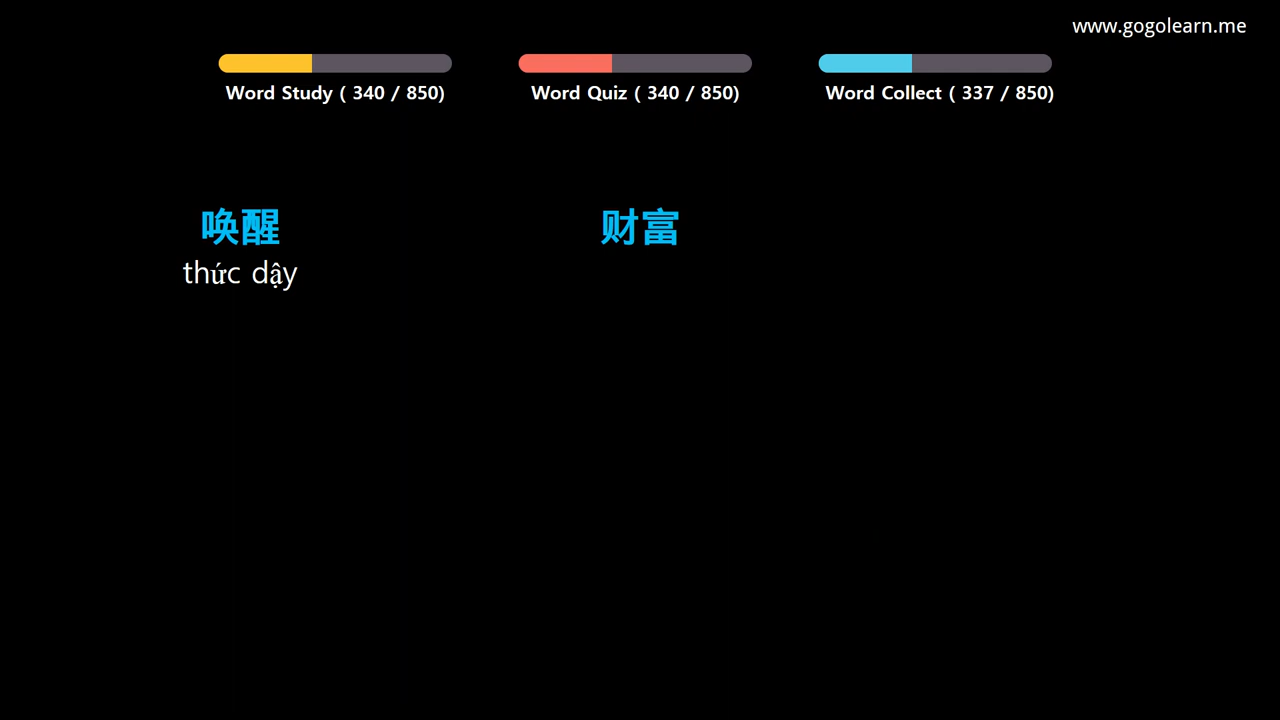 www.gogolearn.me
Word Study ( 340 / 850)
Word Quiz ( 340 / 850)
Word Collect ( 337 / 850)
唤醒
财富
thức dậy